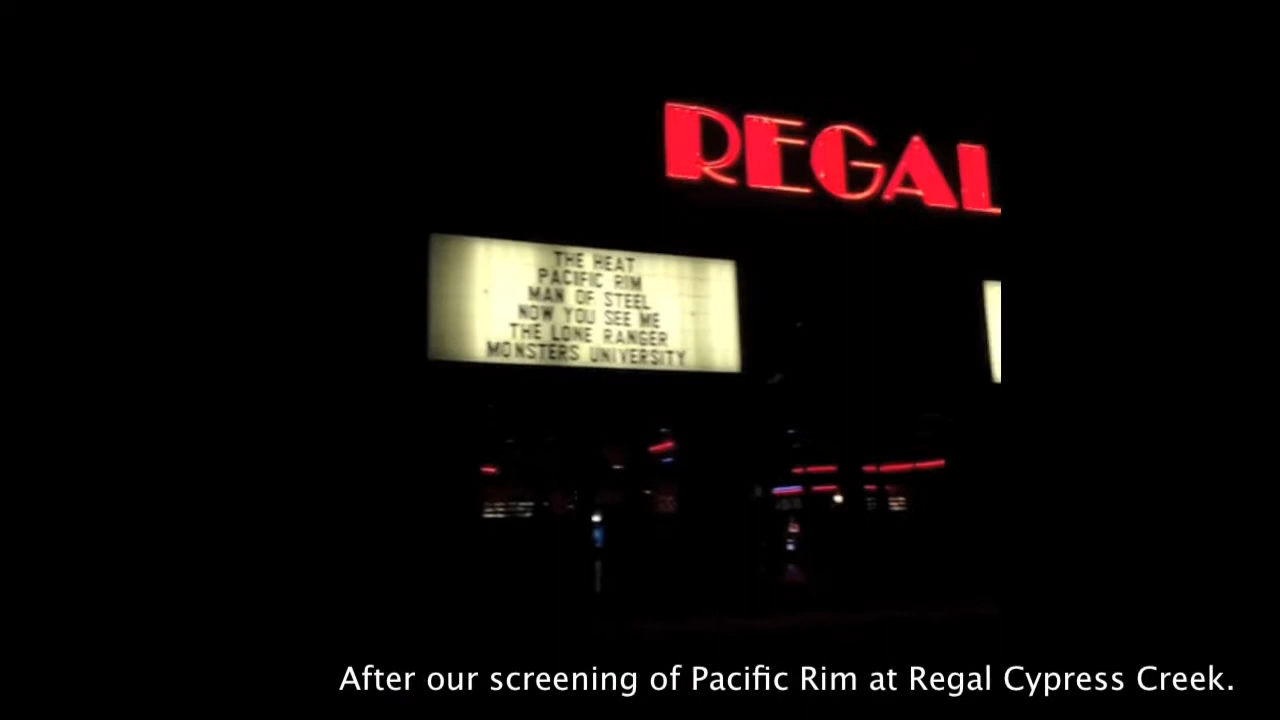 REGAL
THE HEAT
PACIFIC RIM
MAN OF STEEL
NOW YOU SEE ME
THE LONE RANGER
MONSTERS UNIVERSITY
After our screening of Pacific Rim at Regal Cypress Creek.